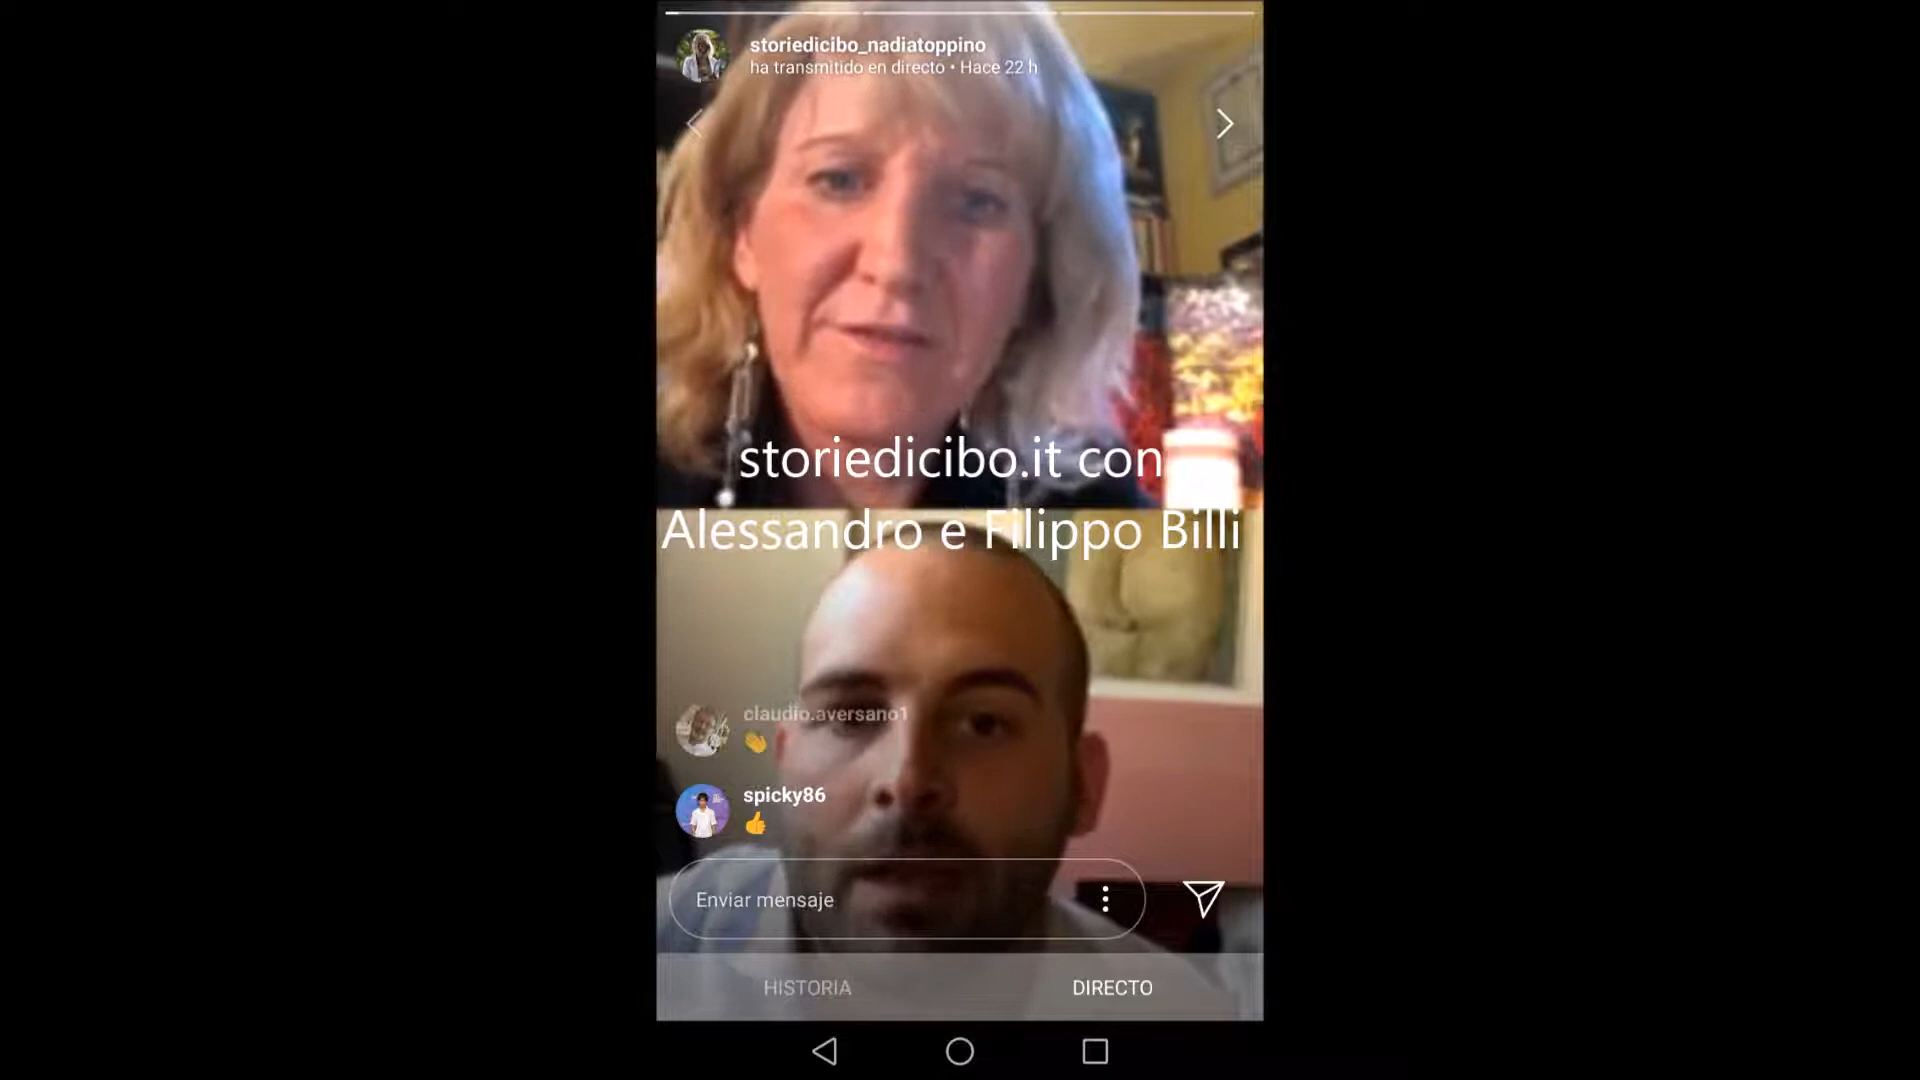 storiedicibo_nadiatoppino
ha transmitido en directo • Hace 22 h
storiedicibo.it con
Alessandro e Filippo Billi
claudio.aversano1
spicky86
Enviar mensaje
HISTORIA
DIRECTO